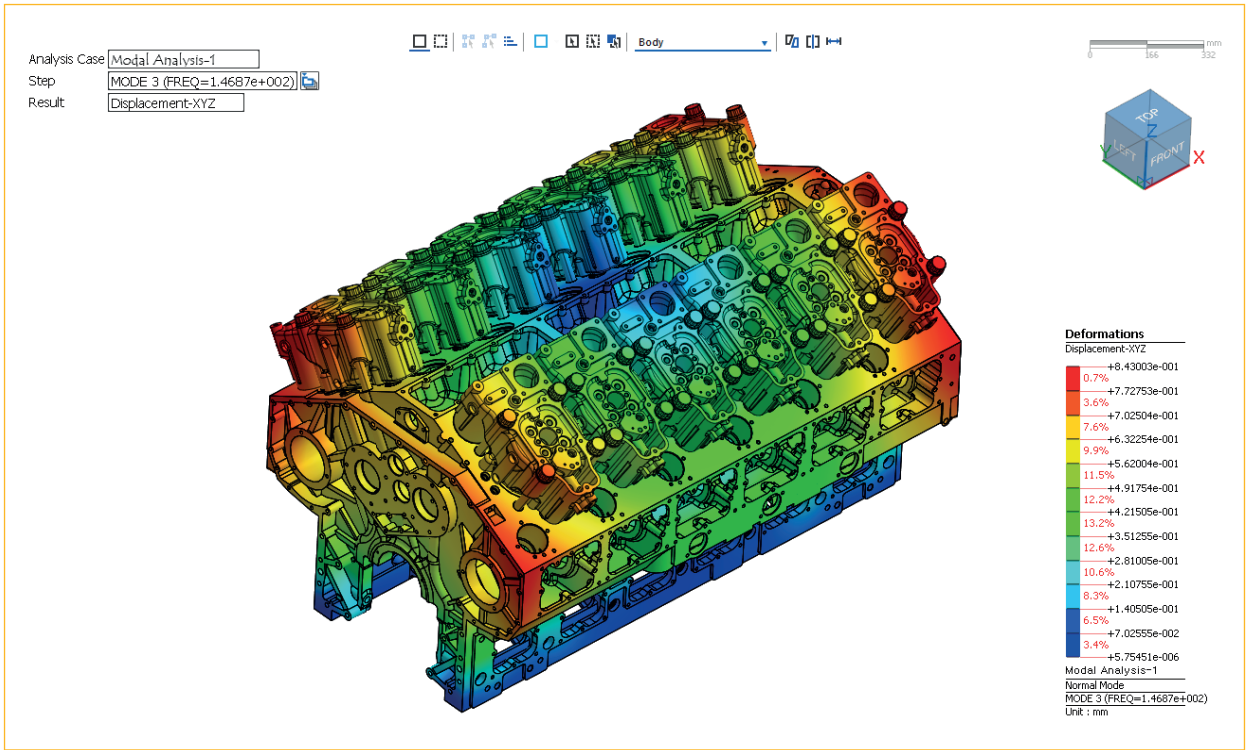 Body
Analysis Case Modal Analysis-1
Step MODE 3 (FREQ=1.4687e+002)
Result Displacement-XYZ
mm
0 166 332
TOP
Z
LEFT FRONT
Y X
Deformations
Displacement-XYZ
+8.43003e-001
0.7%
+7.72753e-001
3.6%
+7.02504e-001
7.6%
+6.32254e-001
9.9%
+5.62004e-001
11.5%
+4.91754e-001
12.2%
+4.21505e-001
13.2%
+3.51255e-001
12.6%
+2.81005e-001
10.6%
+2.10755e-001
8.3%
+1.40505e-001
6.5%
+7.02555e-002
3.4%
+5.75451e-006
Modal Analysis-1
Normal Mode
MODE 3 (FREQ=1.4687e+002)
Unit : mm